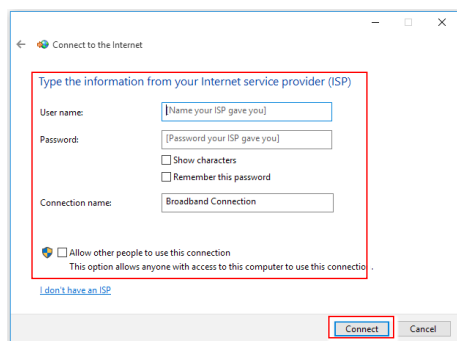 Connect to the Internet
Type the information from your Internet service provider (ISP)
User name: [Name your ISP gave you]
Password: [Password your ISP gave you]
Show characters
Remember this password
Connection name: Broadband Connection
Allow other people to use this connection
This option allows anyone with access to this computer to use this connectio .
I don't have an ISP
Connect Cancel